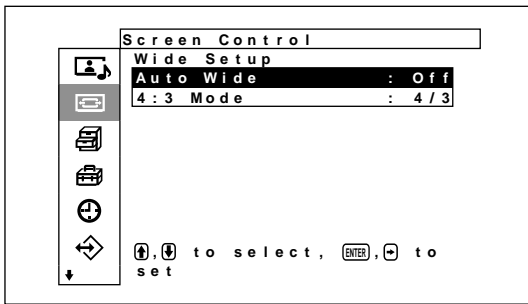 Screen Control
Wide Setup
Auto Wide : Off
4:3 Mode : 4/3
↑,↓ to select, ENTER,→ to
set